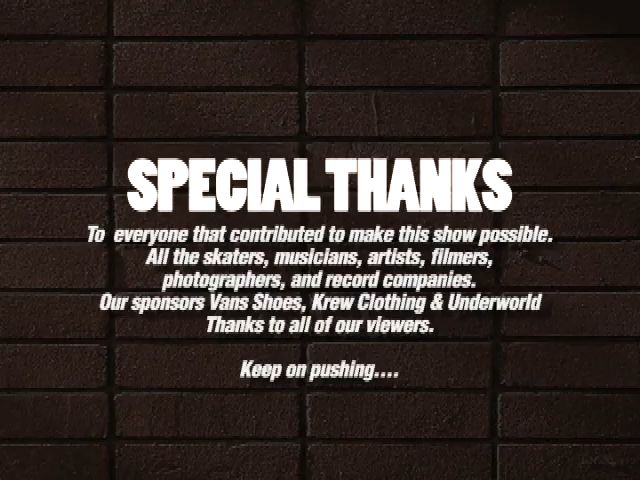 SPECIAL THANKS
To everyone that contributed to make this show possible.
All the skaters, musicians, artists, filmers,
photographers, and record companies.
Our sponsors Vans Shoes, Krew Clothing & Underworld
Thanks to all of our viewers.
Keep on pushing....